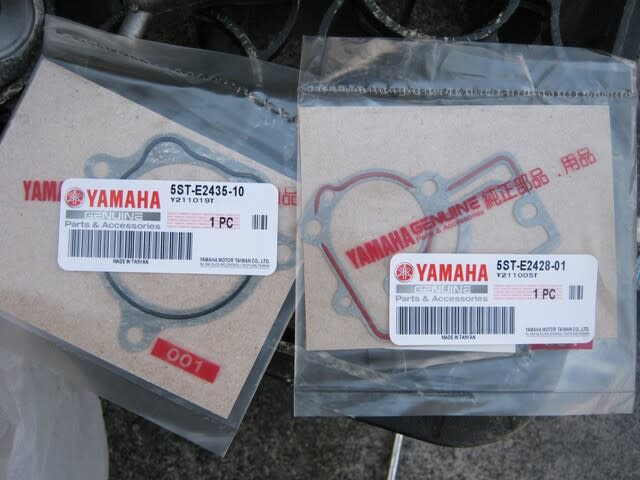 YAMAHA
YAMAHA
5ST-E2435-10
Y211019T
GENUINE
Parts & Accessories
1 PC
MADE IN TAIWAN
YAMAHA MOTOR TAIWAN CO.,LTD.
001
YAMAHA GENUINE 純正部品．用品
YAMAHA
5ST-E2428-01
Y211005T
GENUINE
Parts & Accessories
1 PC
MADE IN TAIWAN
YAMAHA MOTOR TAIWAN CO.,LTD.